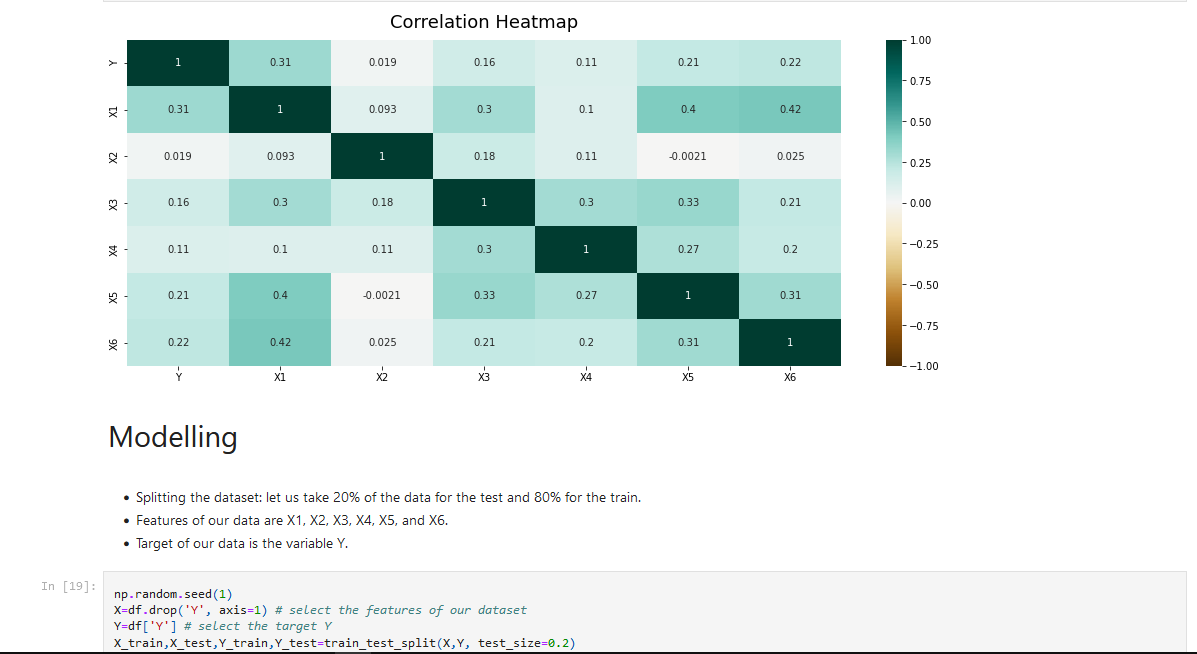 Correlation Heatmap
Y 1 0.31 0.019 0.16 0.11 0.21 0.22
X1 0.31 1 0.093 0.3 0.1 0.4 0.42
X2 0.019 0.093 1 0.18 0.11 -0.0021 0.025
X3 0.16 0.3 0.18 1 0.3 0.33 0.21
X4 0.11 0.1 0.11 0.3 1 0.27 0.2
X5 0.21 0.4 -0.0021 0.33 0.27 1 0.31
X6 0.22 0.42 0.025 0.21 0.2 0.31 1
Y X1 X2 X3 X4 X5 X6
1.00
0.75
0.50
0.25
0.00
−0.25
−0.50
−0.75
−1.00
Modelling
• Splitting the dataset: let us take 20% of the data for the test and 80% for the train.
• Features of our data are X1, X2, X3, X4, X5, and X6.
• Target of our data is the variable Y.
In [19]:
np.random.seed(1)
X=df.drop('Y', axis=1) # select the features of our dataset
Y=df['Y'] # select the target Y
X_train,X_test,Y_train,Y_test=train_test_split(X,Y, test_size=0.2)